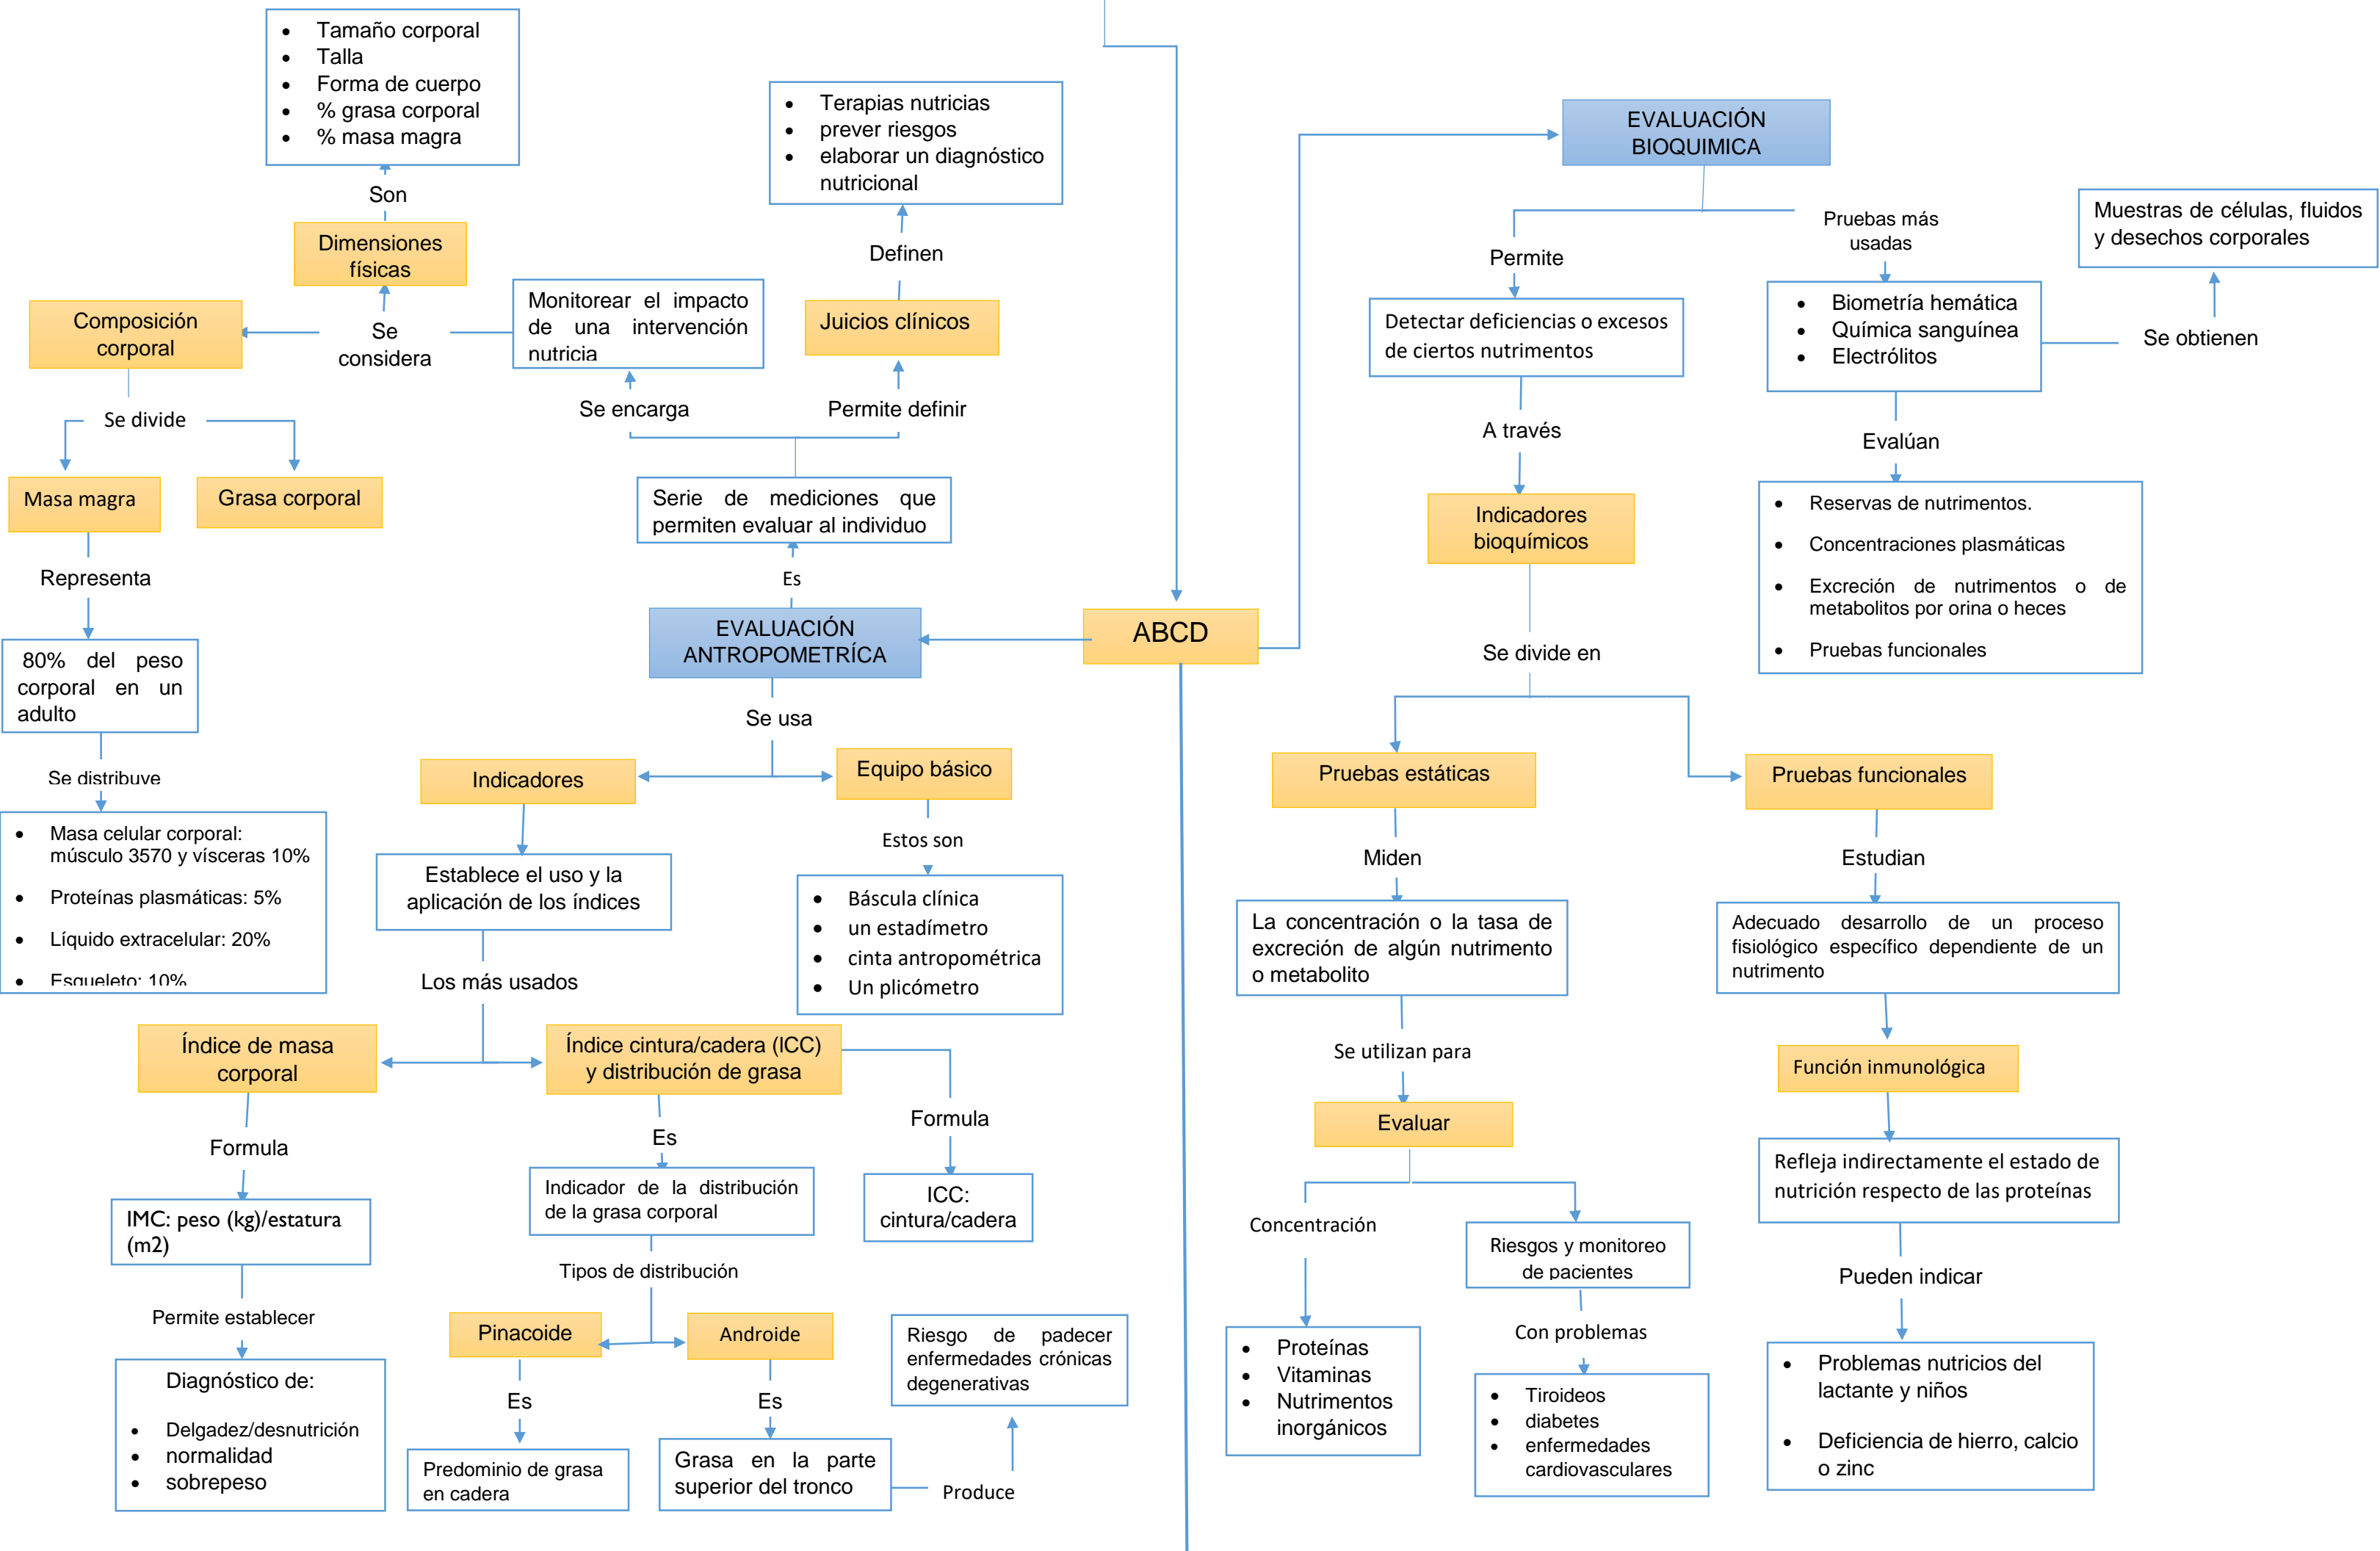 • Tamaño corporal
• Talla
• Forma de cuerpo
• % grasa corporal
• % masa magra
Son
Dimensiones
físicas
Composición
corporal
Se
considera
Monitorear el impacto
de una intervención
nutricia
Se divide
Masa magra
Grasa corporal
Representa
80% del peso
corporal en un
adulto
Se distribuye
• Masa celular corporal:
músculo 3570 y vísceras 10%
• Proteínas plasmáticas: 5%
• Líquido extracelular: 20%
• Esqueleto: 10%
• Terapias nutricias
• prever riesgos
• elaborar un diagnóstico
nutricional
Definen
Juicios clínicos
Se encarga
Permite definir
Serie de mediciones que
permiten evaluar al individuo
Es
EVALUACIÓN
ANTROPOMETRÍCA
ABCD
Se usa
Indicadores
Equipo básico
Establece el uso y la
aplicación de los índices
Estos son
• Báscula clínica
• un estadímetro
• cinta antropométrica
• Un plicómetro
Los más usados
Índice de masa
corporal
Índice cintura/cadera (ICC)
y distribución de grasa
Formula
IMC: peso (kg)/estatura
(m2)
Permite establecer
Diagnóstico de:
• Delgadez/desnutrición
• normalidad
• sobrepeso
Es
Indicador de la distribución
de la grasa corporal
Formula
ICC:
cintura/cadera
Tipos de distribución
Pinacoide
Androide
Es
Predominio de grasa
en cadera
Es
Grasa en la parte
superior del tronco
Produce
Riesgo de padecer
enfermedades crónicas
degenerativas
EVALUACIÓN
BIOQUIMICA
Permite
Detectar deficiencias o excesos
de ciertos nutrimentos
A través
Indicadores
bioquímicos
Pruebas más
usadas
• Biometría hemática
• Química sanguínea
• Electrólitos
Se obtienen
Muestras de células, fluidos
y desechos corporales
Evalúan
• Reservas de nutrimentos.
• Concentraciones plasmáticas
• Excreción de nutrimentos o de
metabolitos por orina o heces
• Pruebas funcionales
Se divide en
Pruebas estáticas
Pruebas funcionales
Miden
La concentración o la tasa de
excreción de algún nutrimento
o metabolito
Se utilizan para
Evaluar
Concentración
• Proteínas
• Vitaminas
• Nutrimentos
inorgánicos
Riesgos y monitoreo
de pacientes
Con problemas
• Tiroideos
• diabetes
• enfermedades
cardiovasculares
Estudian
Adecuado desarrollo de un proceso
fisiológico específico dependiente de un
nutrimento
Función inmunológica
Refleja indirectamente el estado de
nutrición respecto de las proteínas
Pueden indicar
• Problemas nutricios del
lactante y niños
• Deficiencia de hierro, calcio
o zinc